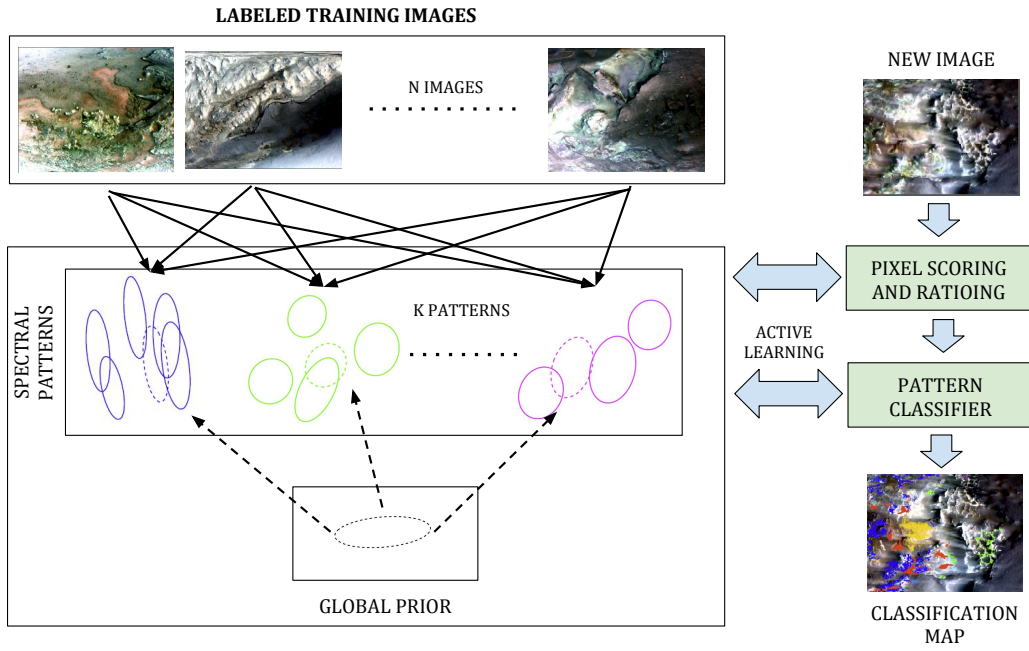 LABELED TRAINING IMAGES
N IMAGES
NEW IMAGE
PIXEL SCORING
AND RATIOING
SPECTRAL
PATTERNS
K PATTERNS
ACTIVE
LEARNING
PATTERN
CLASSIFIER
GLOBAL PRIOR
CLASSIFICATION
MAP